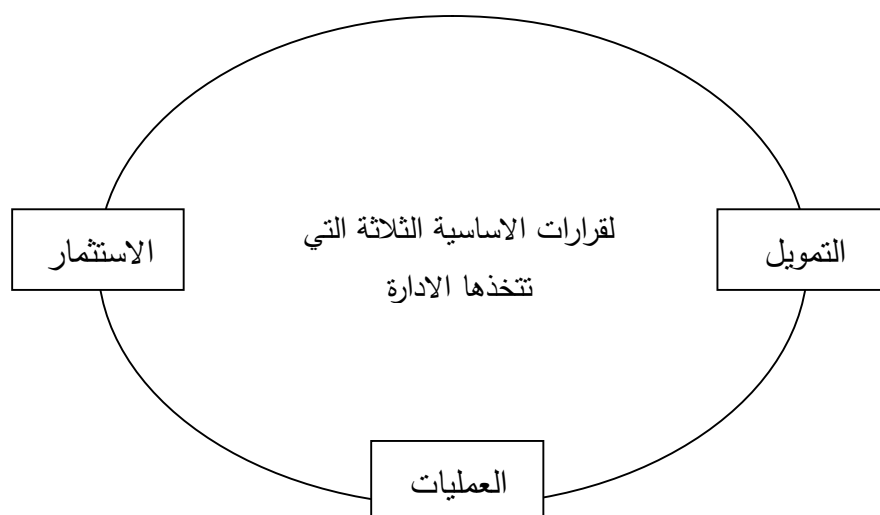 لقرارات الاساسية الثلاثة التي
تتخذها الادارة
التمويل
الاستثمار
العمليات